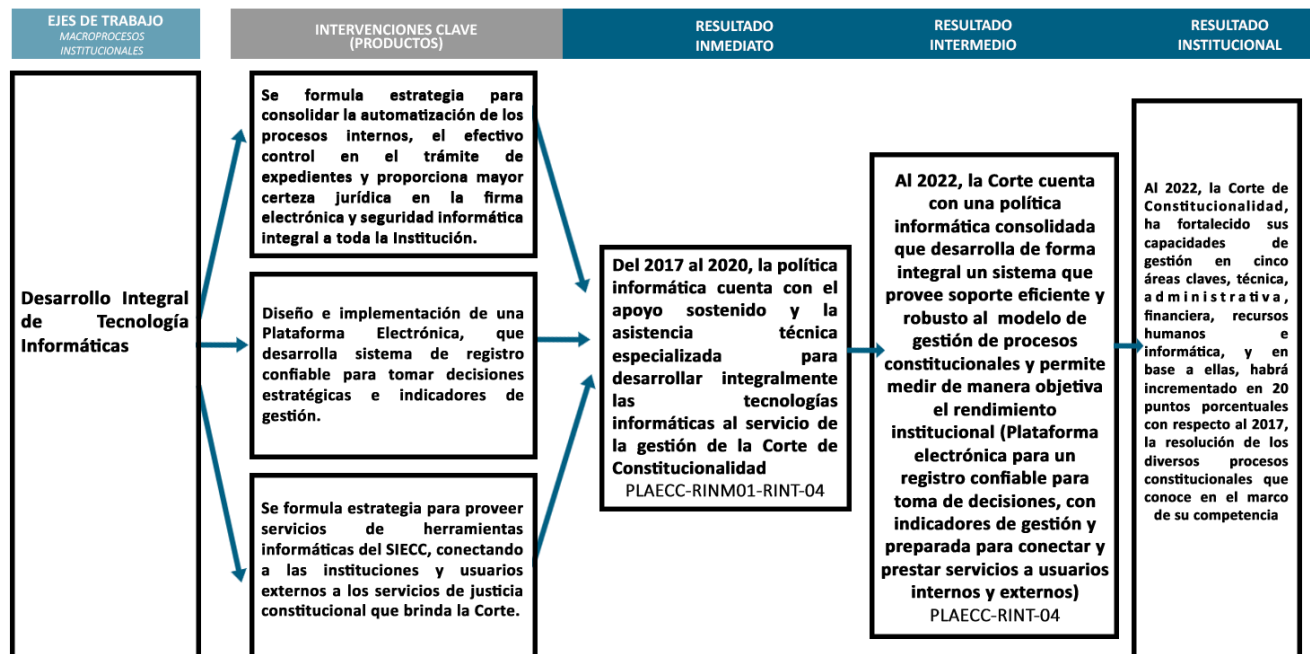 EJES DE TRABAJO
MACROPROCESOS
INSTITUCIONALES
INTERVENCIONES CLAVE
(PRODUCTOS)
RESULTADO
INMEDIATO
RESULTADO
INTERMEDIO
RESULTADO
INSTITUCIONAL
Desarrollo Integral
de Tecnología
Informáticas
Se formula estrategia para
consolidar la automatización de los
procesos internos, el efectivo
control en el trámite de
expedientes y proporciona mayor
certeza jurídica en la firma
electrónica y seguridad informática
integral a toda la Institución.
Diseño e implementación de una
Plataforma Electrónica, que
desarrolla sistema de registro
confiable para tomar decisiones
estratégicas e indicadores de
gestión.
Se formula estrategia para proveer
servicios de herramientas
informáticas del SIECC, conectando
a las instituciones y usuarios
externos a los servicios de justicia
constitucional que brinda la Corte.
Del 2017 al 2020, la política
informática cuenta con el
apoyo sostenido y la
asistencia técnica
especializada para
desarrollar integralmente
las tecnologías
informáticas al servicio de
la gestión de la Corte de
Constitucionalidad
PLAECC-RINM01-RINT-04
Al 2022, la Corte cuenta
con una política
informática consolidada
que desarrolla de forma
integral un sistema que
provee soporte eficiente y
robusto al modelo de
gestión de procesos
constitucionales y permite
medir de manera objetiva
el rendimiento
institucional (Plataforma
electrónica para un
registro confiable para
toma de decisiones, con
indicadores de gestión y
preparada para conectar y
prestar servicios a usuarios
internos y externos)
PLAECC-RINT-04
Al 2022, la Corte de
Constitucionalidad,
ha fortalecido sus
capacidades de
gestión en cinco
áreas claves, técnica,
administrativa,
financiera, recursos
humanos e
informática, y en
base a ellas, habrá
incrementado en 20
puntos porcentuales
con respecto al 2017,
la resolución de los
diversos procesos
constitucionales que
conoce en el marco
de su competencia